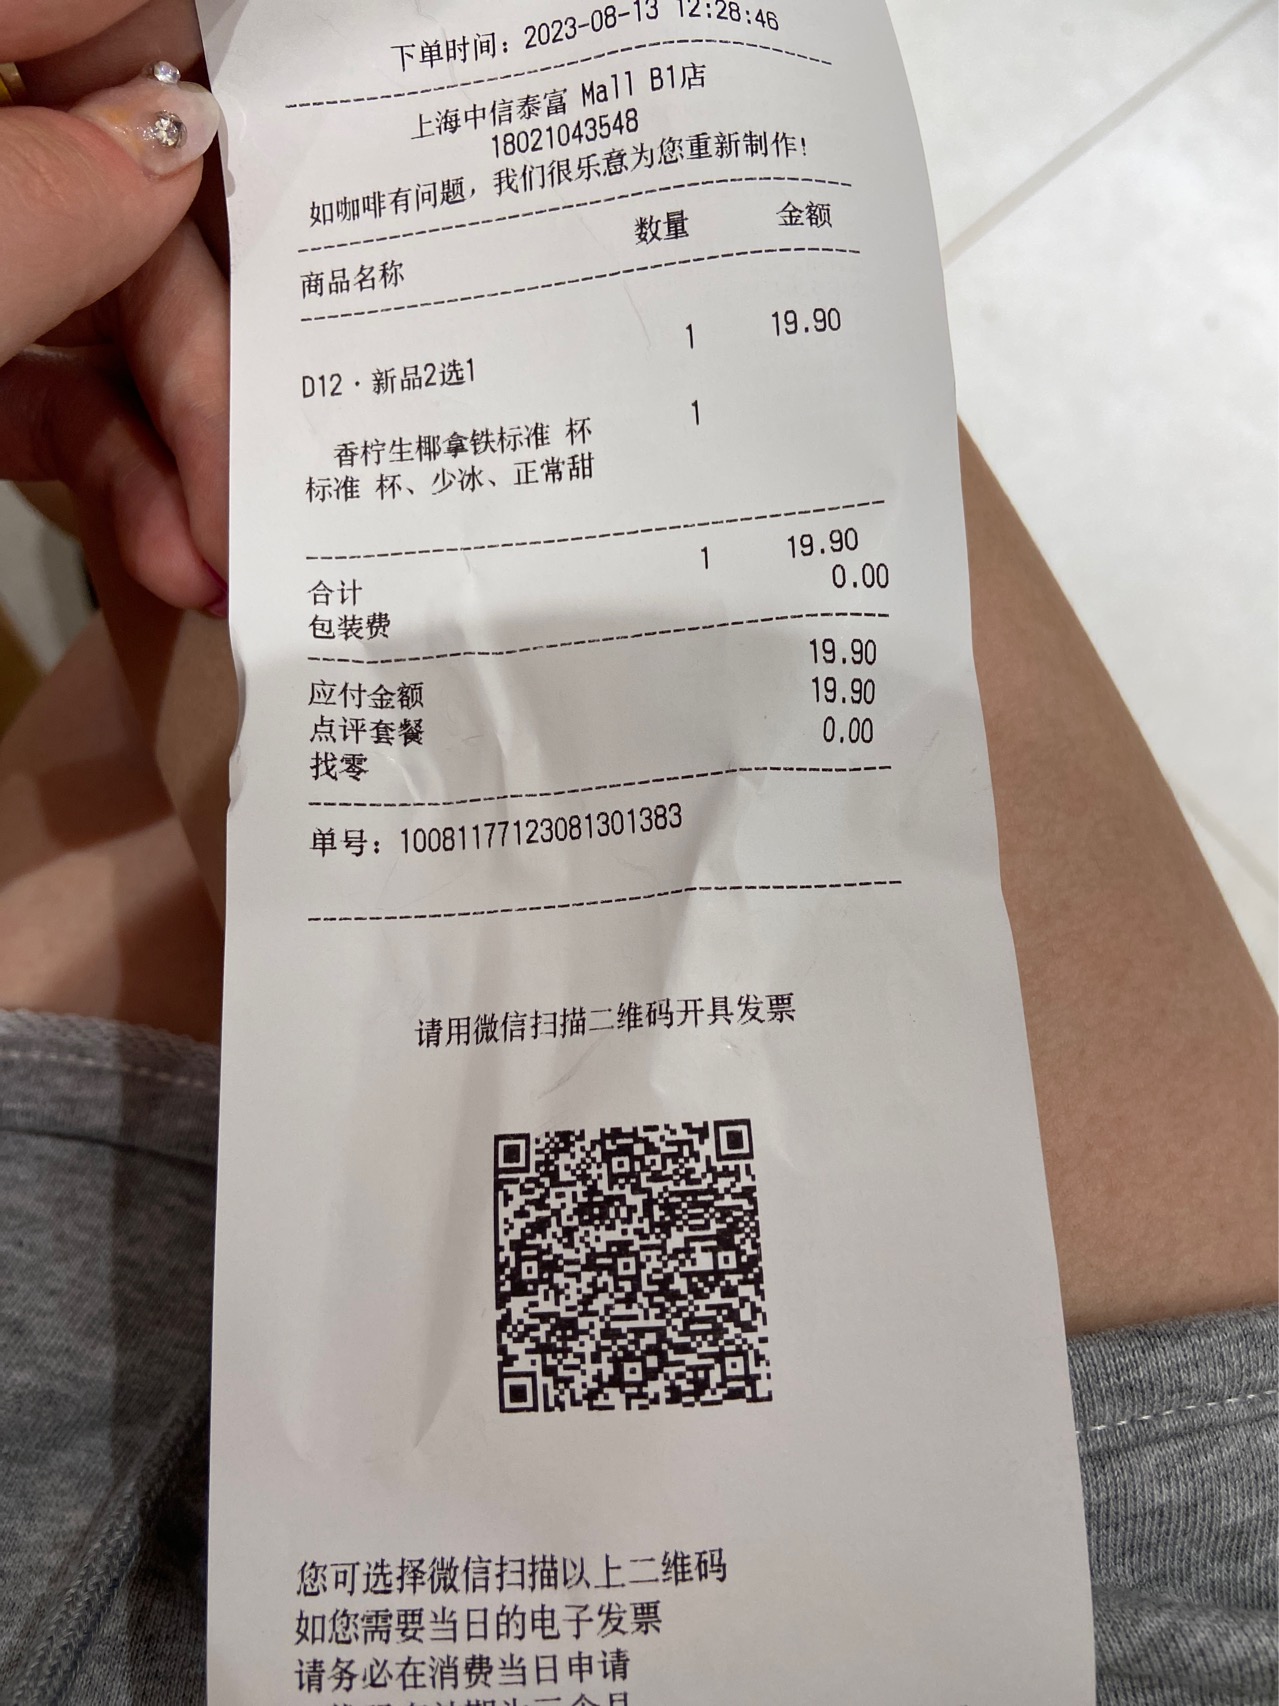 下单时间：2023-08-13 12:28:46
上海中信泰富 Mall B1店
18021043548
如咖啡有问题，我们很乐意为您重新制作！
商品名称 数量 金额
D12·新品2选1 1 19.90
香柠生椰拿铁标准 杯 1
标准 杯、少冰、正常甜
合计 1 19.90
包装费 0.00
应付金额 19.90
点评套餐 19.90
找零 0.00
单号：10081177123081301383
请用微信扫描二维码开具发票
您可选择微信扫描以上二维码
如您需要当日的电子发票
请务必在消费当日申请